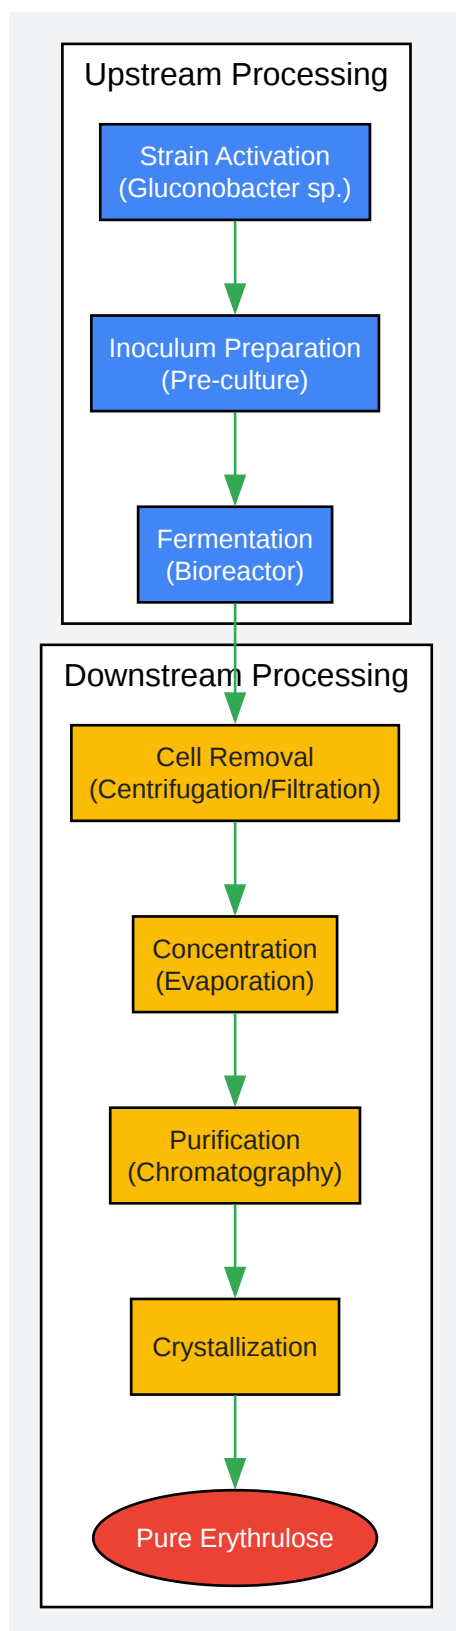 Upstream Processing
Strain Activation
(Gluconobacter sp.)
Inoculum Preparation
(Pre-culture)
Fermentation
(Bioreactor)
Downstream Processing
Cell Removal
(Centrifugation/Filtration)
Concentration
(Evaporation)
Purification
(Chromatography)
Crystallization
Pure Erythrulose